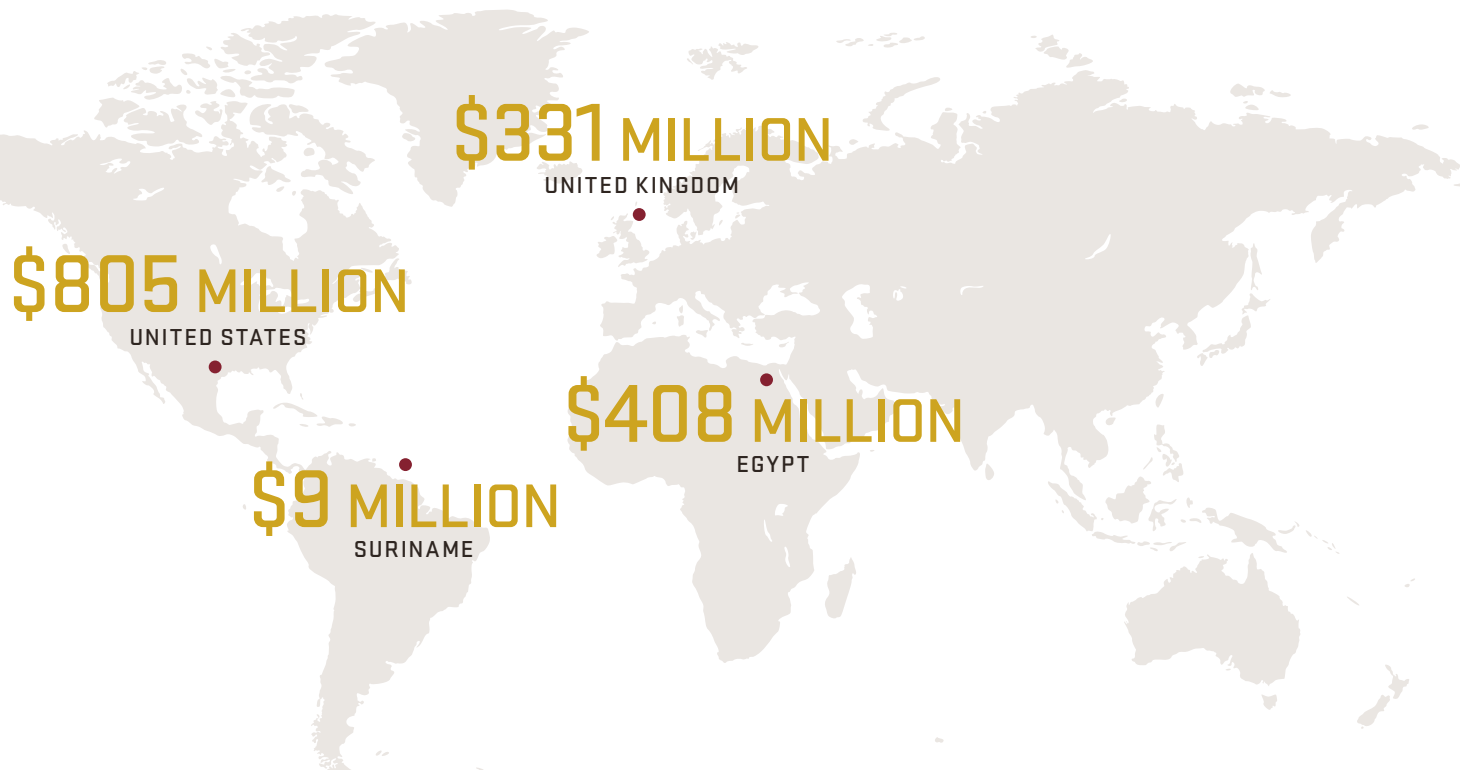 $331 MILLION
UNITED KINGDOM
$805 MILLION
UNITED STATES
$408 MILLION
EGYPT
$9 MILLION
SURINAME